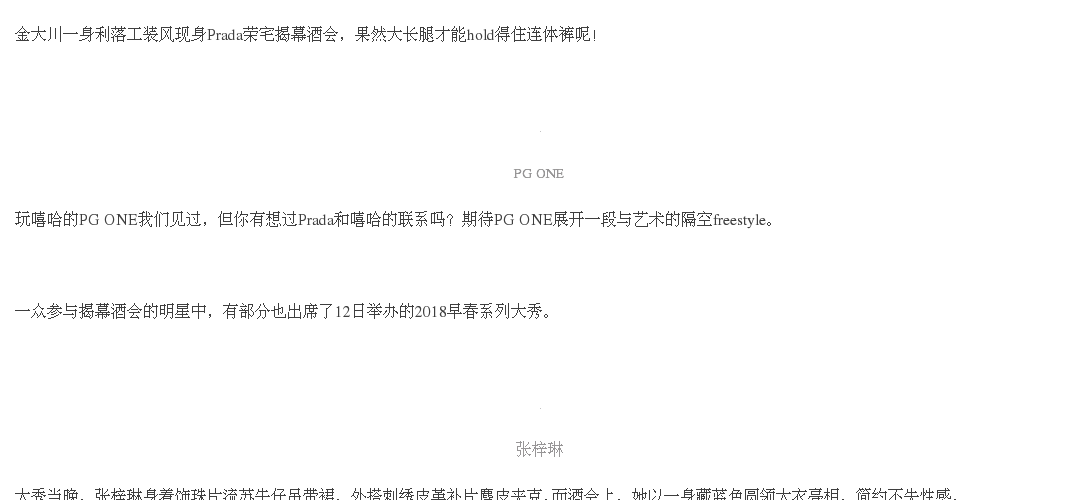 金大川一身利落工装风现身Prada荣宅揭幕酒会，果然大长腿才能hold得住连体裤呢！
PG ONE
玩嘻哈的PG ONE我们见过，但你有想过Prada和嘻哈的联系吗？期待PG ONE展开一段与艺术的隔空freestyle。
一众参与揭幕酒会的明星中，有部分也出席了12日举办的2018早春系列大秀。
张梓琳
大秀当晚，张梓琳身着饰珠片流苏牛仔吊带裙，外搭刺绣皮革补片麂皮夹克,而酒会上，她以一身藏蓝色圆领大衣亮相，简约不失性感。